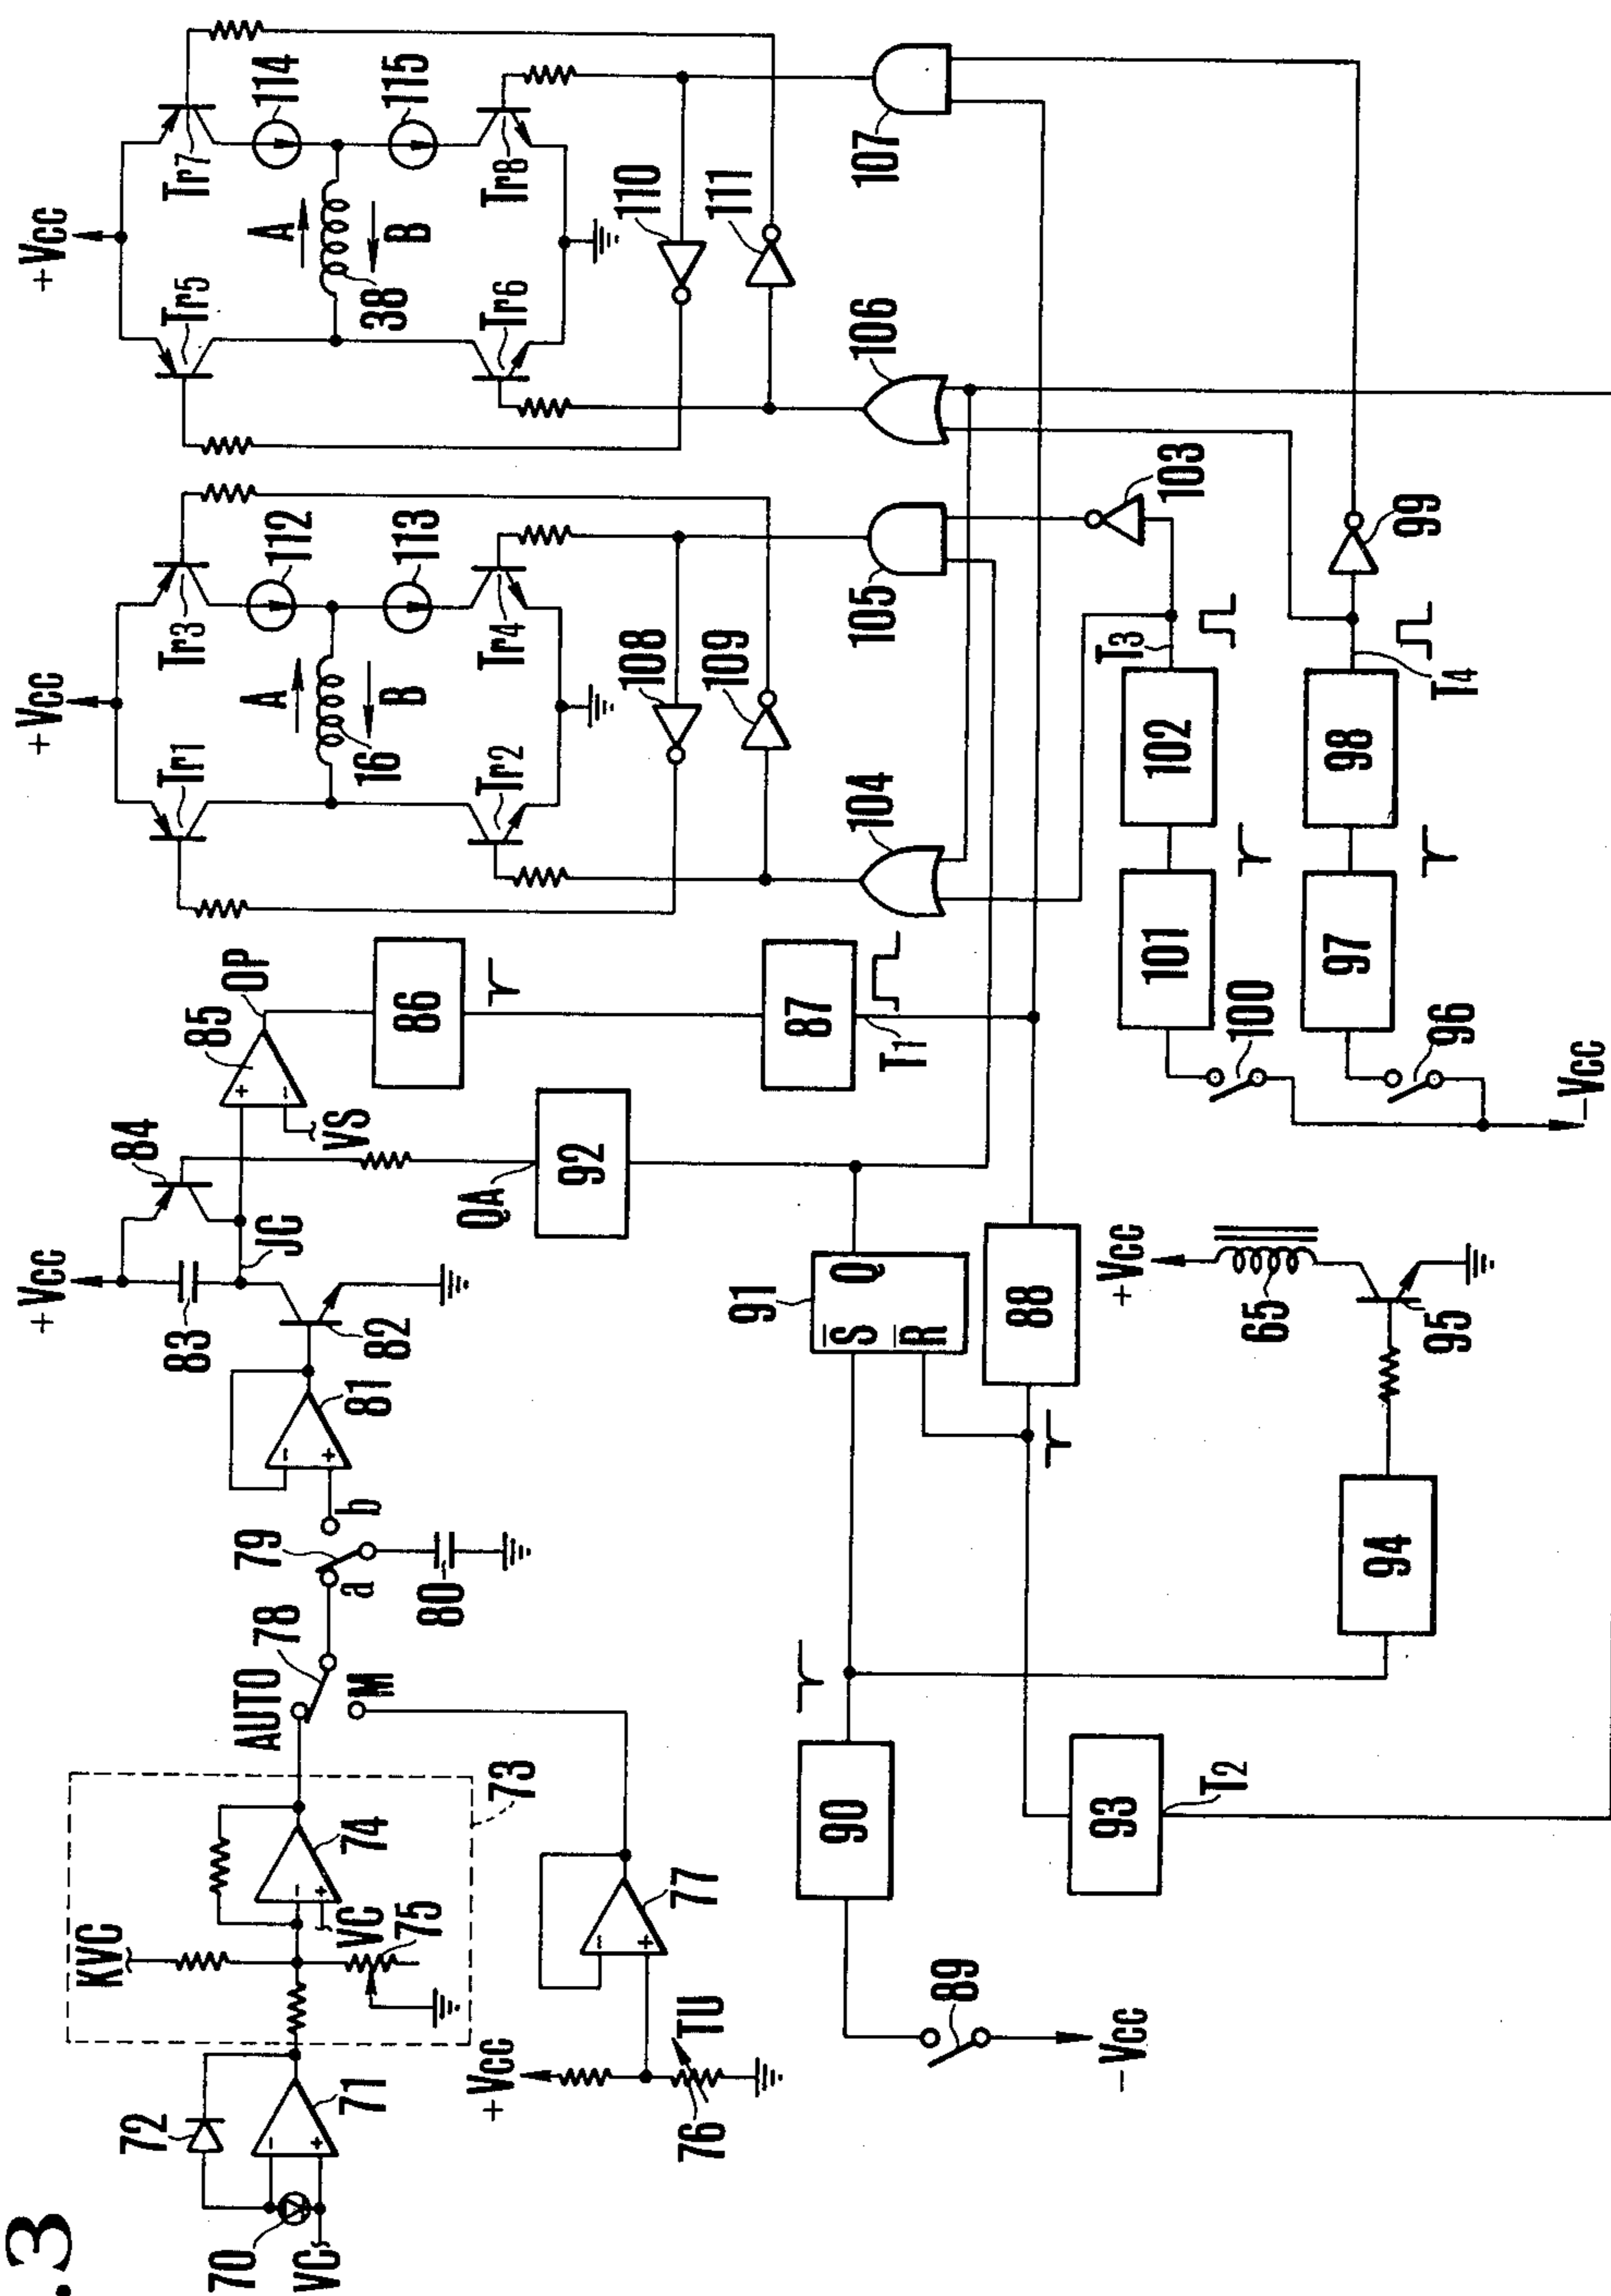 .3
+VCC
+VCC
Tr1
Tr3
112
A
B
16
113
Tr2
Tr4
108
109
Tr5
Tr7
114
A
B
38
115
Tr6
Tr8
110
111
104
105
106
107
103
T3
102
101
100
99
T4
98
97
96
-VCC
+VCC
83
JC
84
85
OP
VS
86
QA
92
87
T1
82
81
b
79
a
80
78
AUTO
M
73
74
KVC
VC
75
72
71
70
VC
+VCC
77
TU
76
91
S
Q
R
88
90
89
-VCC
93
T2
94
+VCC
65
95